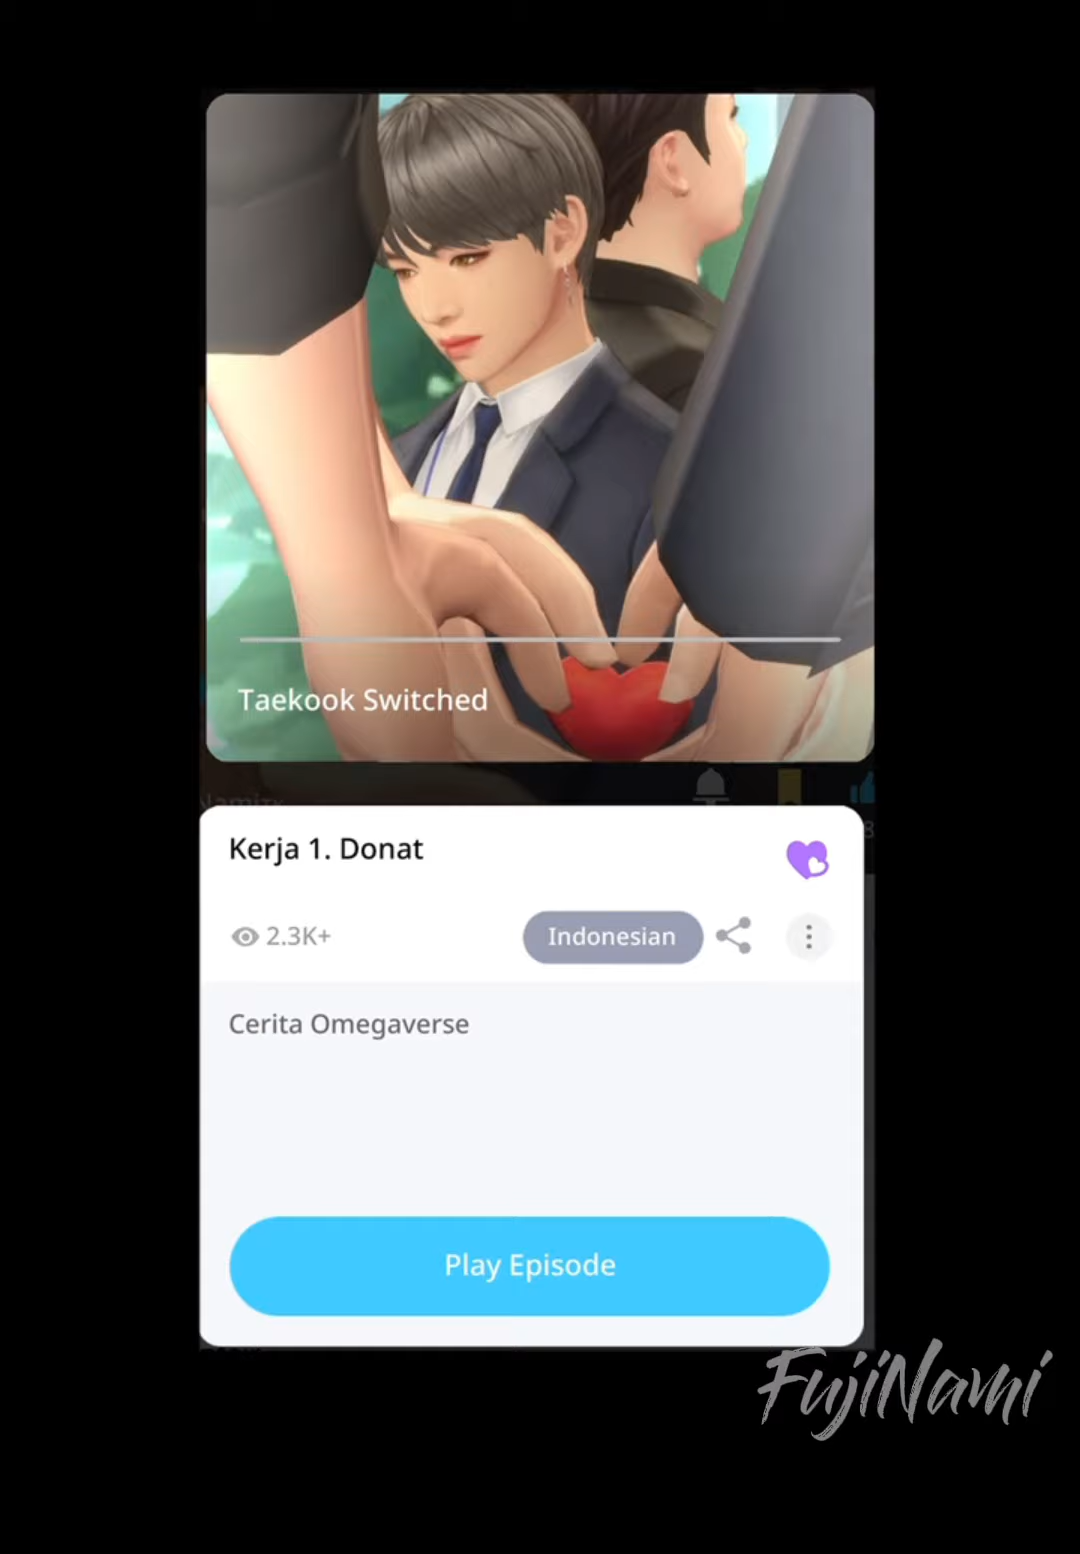 Taekook Switched
Kerja 1. Donat
2.3K+
Indonesian
Cerita Omegaverse
Play Episode
FujiNami